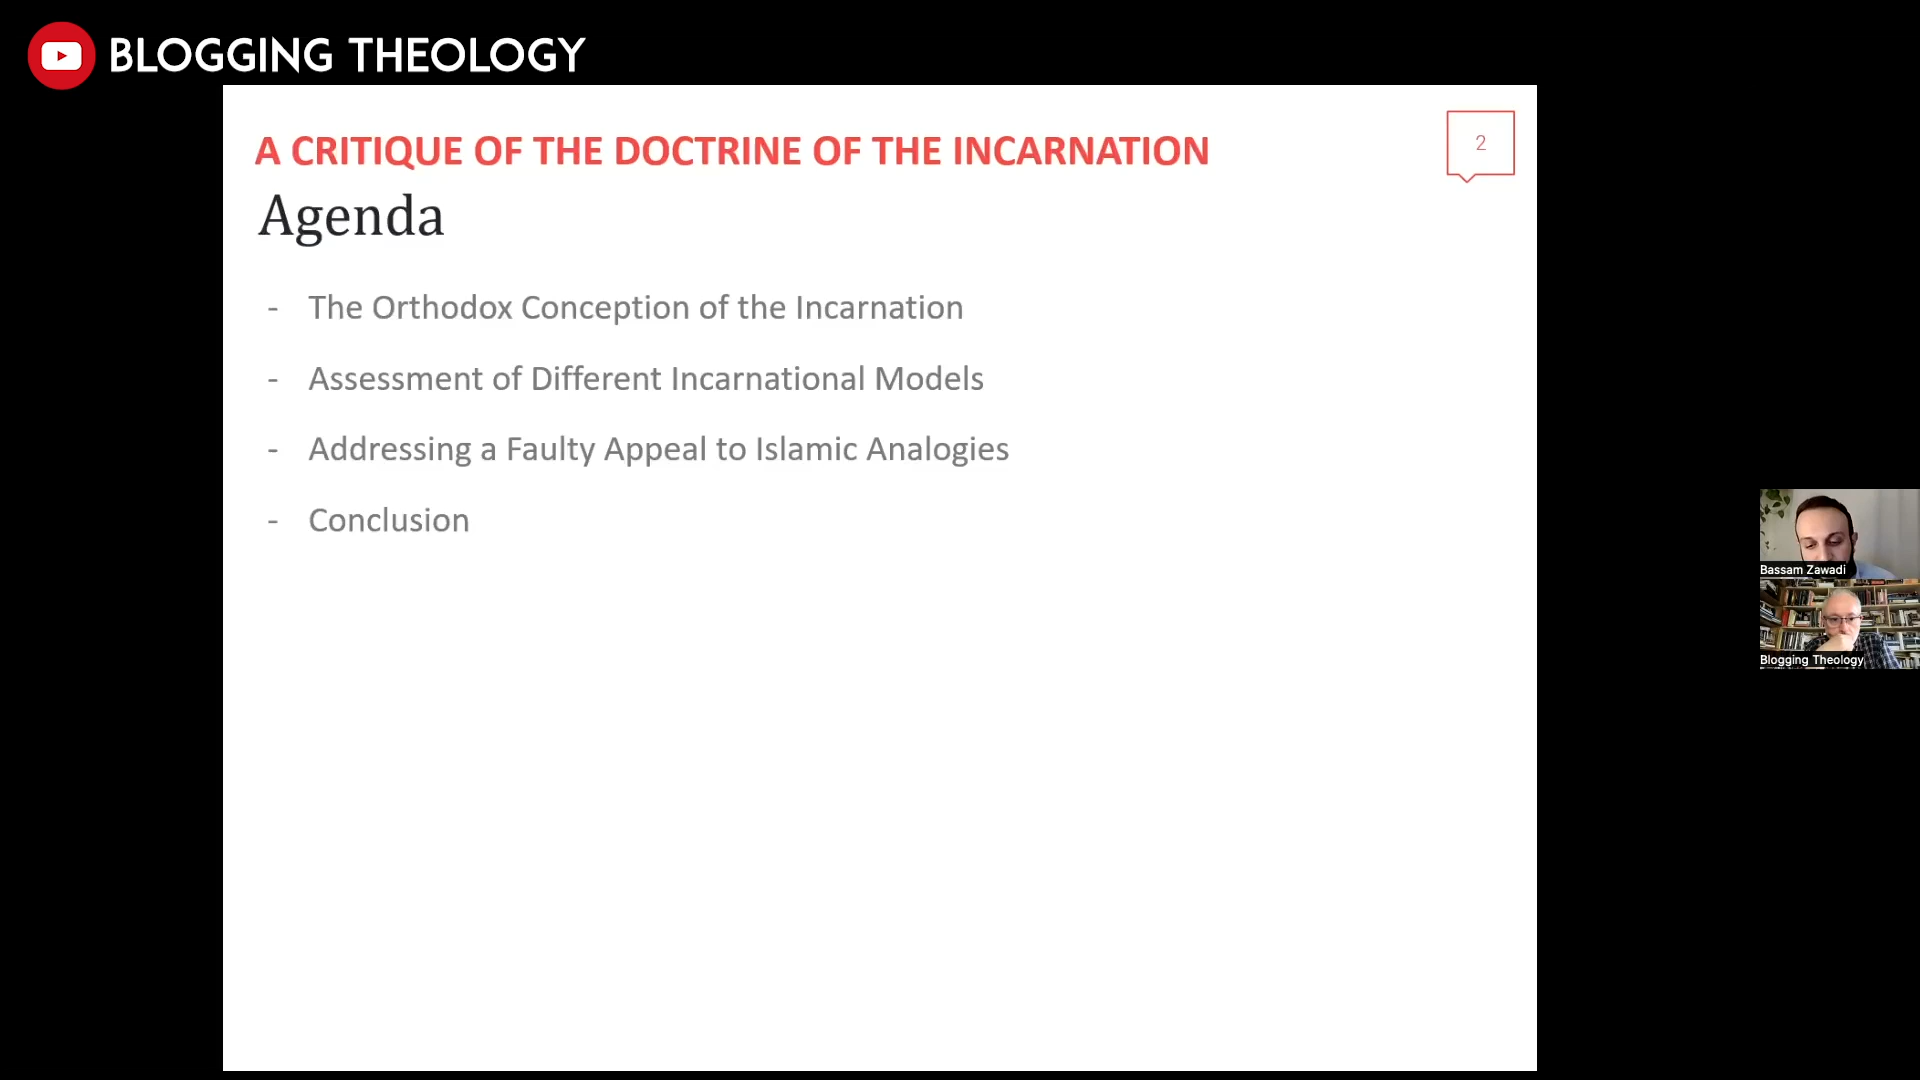 BLOGGING THEOLOGY
A CRITIQUE OF THE DOCTRINE OF THE INCARNATION
2
Agenda
- The Orthodox Conception of the Incarnation
- Assessment of Different Incarnational Models
- Addressing a Faulty Appeal to Islamic Analogies
- Conclusion
Bassam Zawadi
Blogging Theology